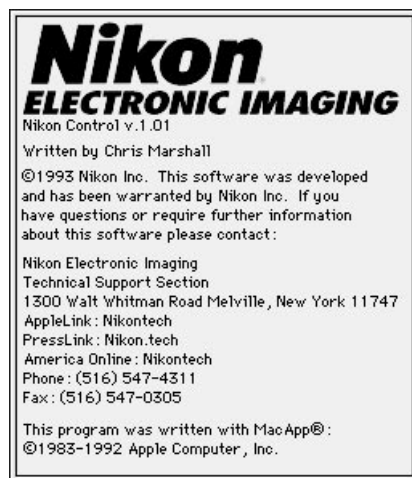 Nikon
ELECTRONIC IMAGING
Nikon Control v.1.01
Written by Chris Marshall
©1993 Nikon Inc. This software was developed
and has been warranted by Nikon Inc. If you
have questions or require further information
about this software please contact:
Nikon Electronic Imaging
Technical Support Section
1300 Walt Whitman Road Melville, New York 11747
AppleLink: Nikontech
PressLink: Nikon.tech
America Online: Nikontech
Phone: (516) 547-4311
Fax: (516) 547-0305
This program was written with MacApp®:
©1983-1992 Apple Computer, Inc.